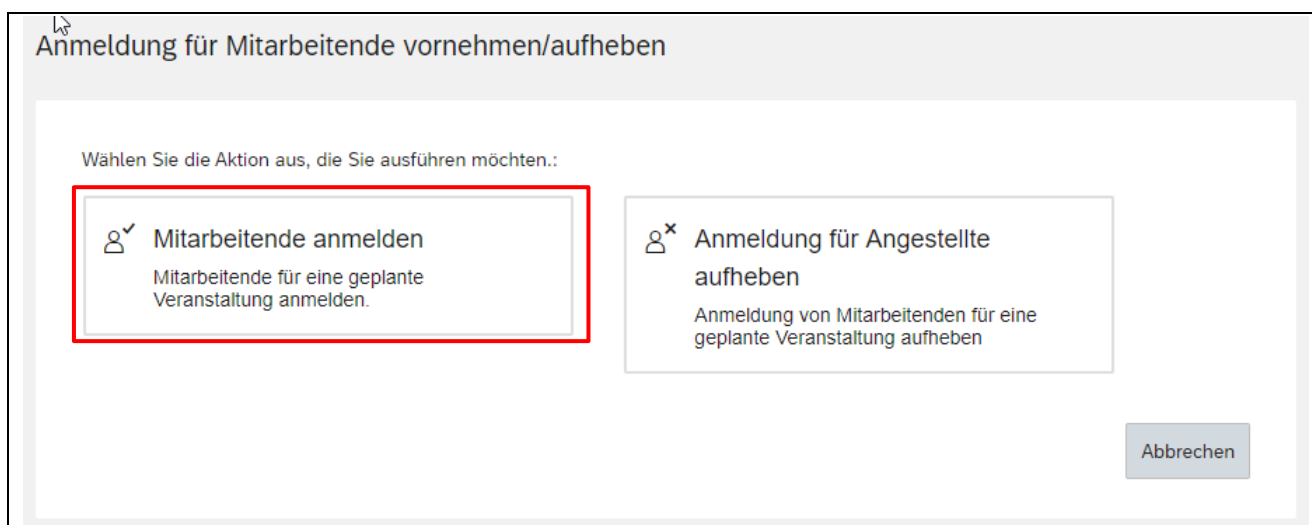 Anmeldung für Mitarbeitende vornehmen/aufheben
Wählen Sie die Aktion aus, die Sie ausführen möchten.:
Mitarbeitende anmelden
Mitarbeitende für eine geplante
Veranstaltung anmelden.
Anmeldung für Angestellte
aufheben
Anmeldung von Mitarbeitenden für eine
geplante Veranstaltung aufheben
Abbrechen